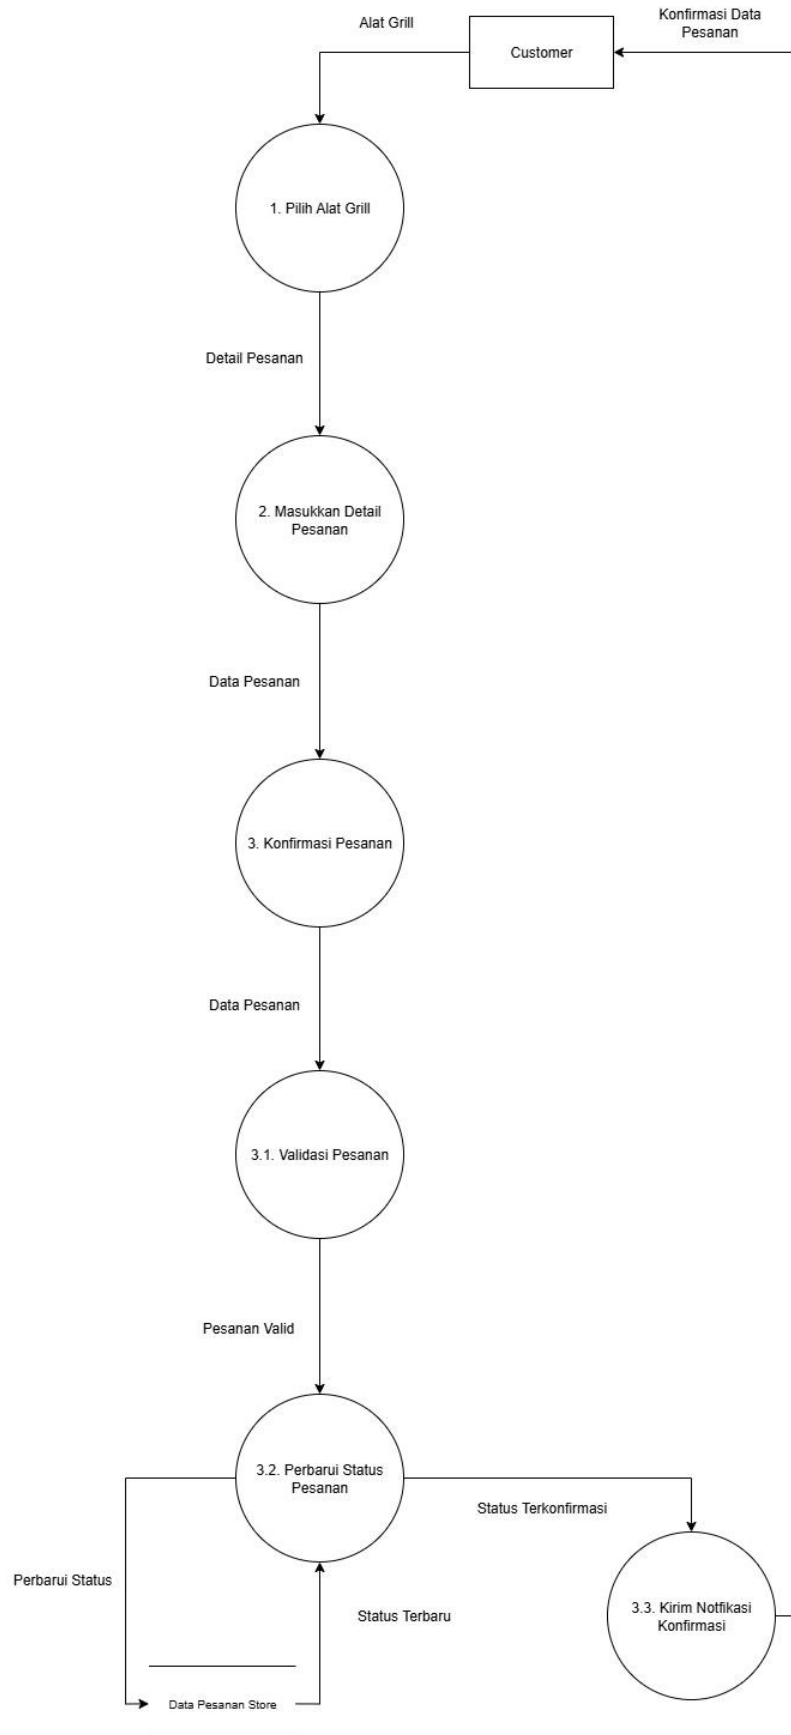 Alat Grill
Konfirmasi Data
Pesanan
Customer
1. Pilih Alat Grill
Detail Pesanan
2. Masukkan Detail
Pesanan
Data Pesanan
3. Konfirmasi Pesanan
Data Pesanan
3.1. Validasi Pesanan
Pesanan Valid
3.2. Perbarui Status
Pesanan
Status Terkonfirmasi
Perbarui Status
Status Terbaru
3.3. Kirim Notfikasi
Konfirmasi
Data Pesanan Store